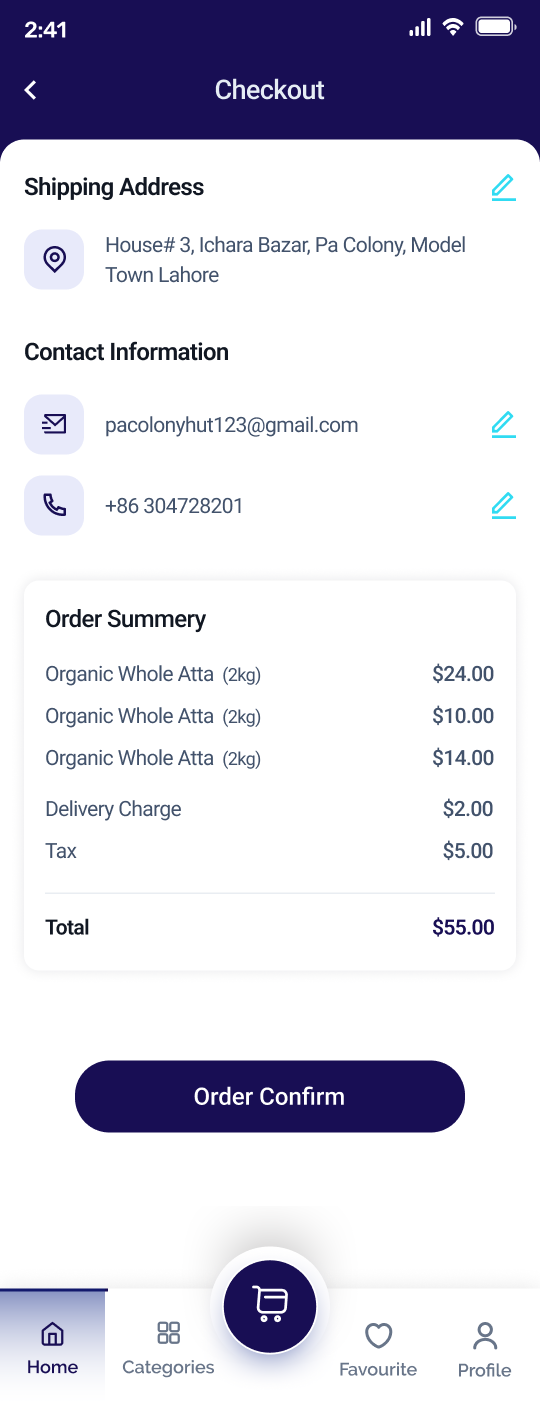 2:41
Checkout
Shipping Address
House# 3, Ichara Bazar, Pa Colony, Model
Town Lahore
Contact Information
pacolonyhut123@gmail.com
+86 304728201
Order Summery
Organic Whole Atta (2kg) $24.00
Organic Whole Atta (2kg) $10.00
Organic Whole Atta (2kg) $14.00
Delivery Charge $2.00
Tax $5.00
Total $55.00
Order Confirm
Home Categories Favourite Profile